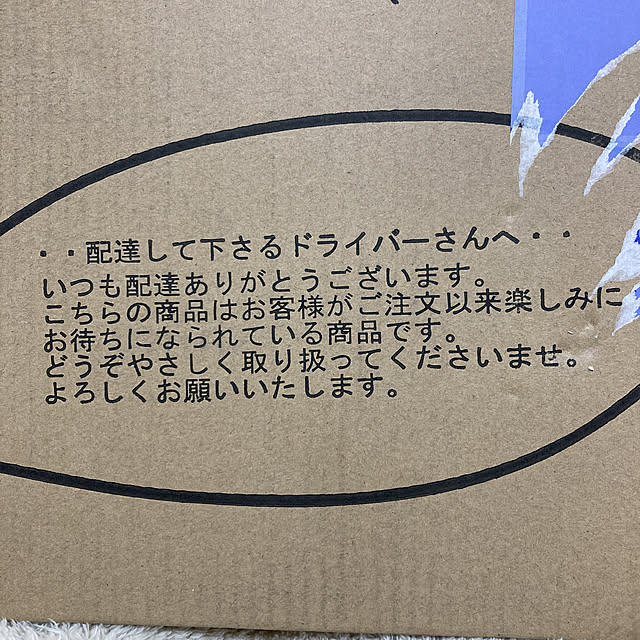 ・・配達して下さるドライバーさんへ・・
いつも配達ありがとうございます。
こちらの商品はお客様がご注文以来楽しみに
お待ちになられている商品です。
どうぞやさしく取り扱ってくださいませ。
よろしくお願いいたします。